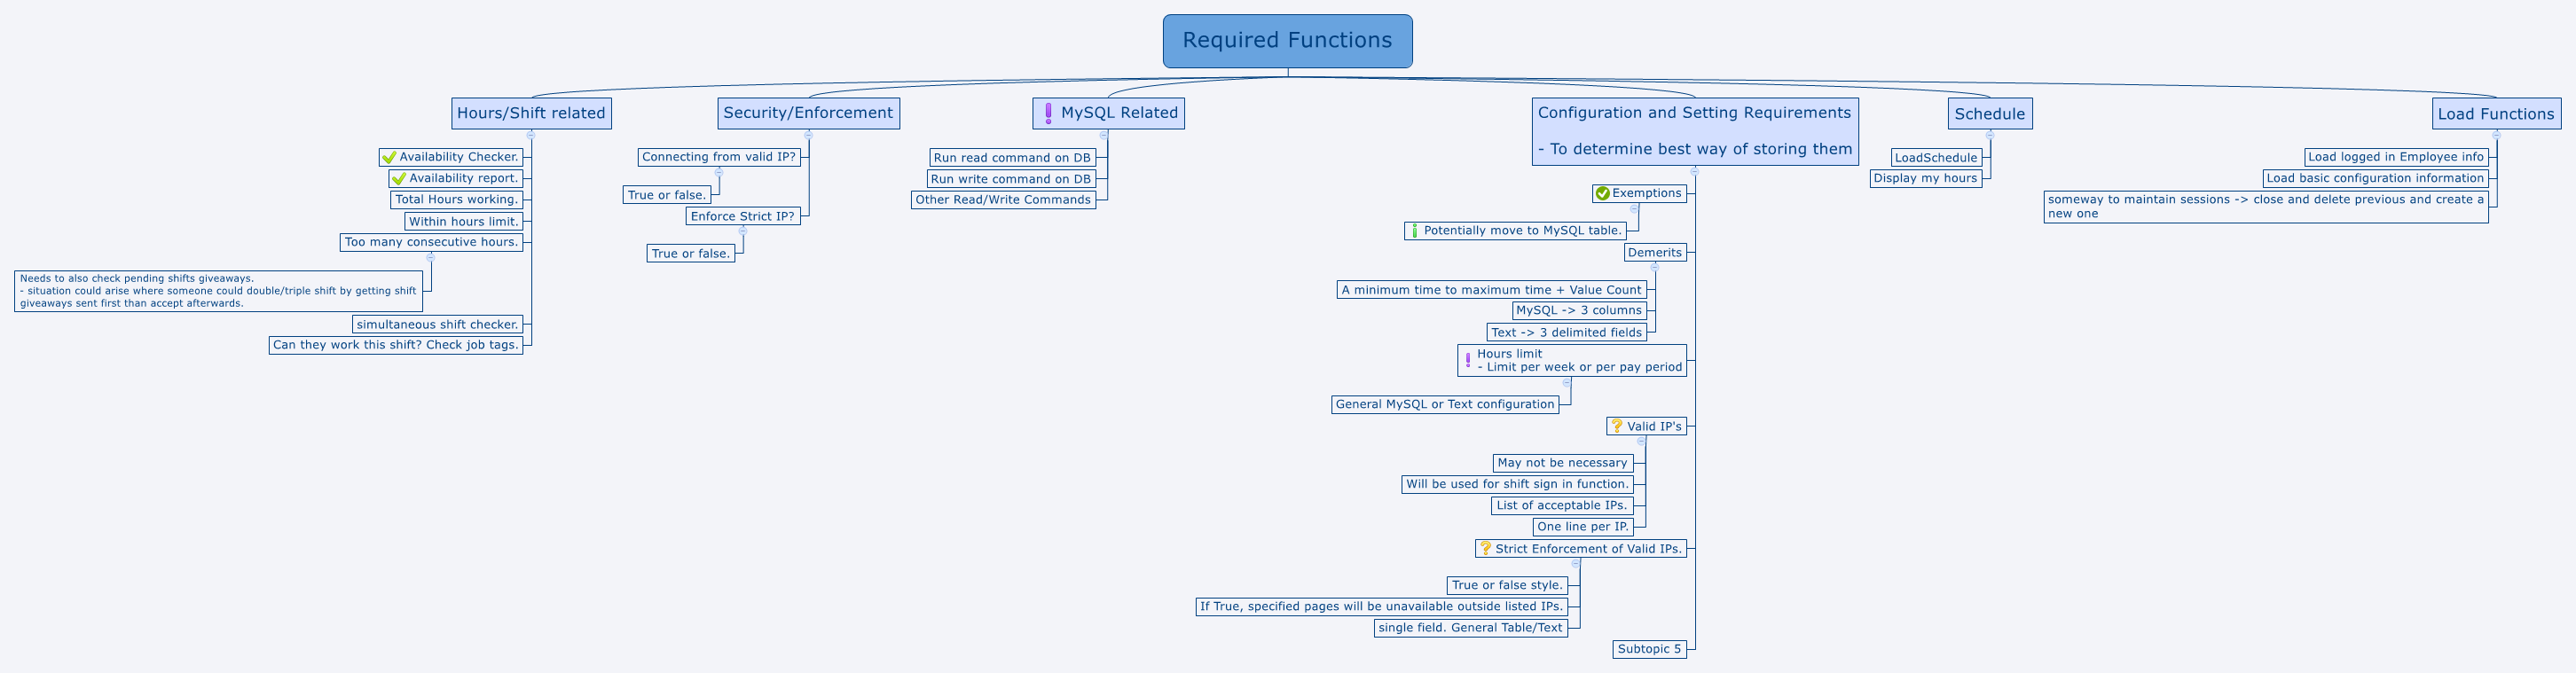 Required Functions
Hours/Shift related
Availability Checker.
Availability report.
Total Hours working.
Within hours limit.
Too many consecutive hours.
Needs to also check pending shifts giveaways.
- situation could arise where someone could double/triple shift by getting shift
giveaways sent first than accept afterwards.
simultaneous shift checker.
Can they work this shift? Check job tags.
Security/Enforcement
Connecting from valid IP?
True or false.
Enforce Strict IP?
True or false.
MySQL Related
Run read command on DB
Run write command on DB
Other Read/Write Commands
Configuration and Setting Requirements
- To determine best way of storing them
Exemptions
Potentially move to MySQL table.
Demerits
A minimum time to maximum time + Value Count
MySQL -> 3 columns
Text -> 3 delimited fields
Hours limit
- Limit per week or per pay period
General MySQL or Text configuration
Valid IP's
May not be necessary
Will be used for shift sign in function.
List of acceptable IPs.
One line per IP.
Strict Enforcement of Valid IPs.
True or false style.
If True, specified pages will be unavailable outside listed IPs.
single field. General Table/Text
Subtopic 5
Schedule
LoadSchedule
Display my hours
Load Functions
Load logged in Employee info
Load basic configuration information
someway to maintain sessions -> close and delete previous and create a
new one